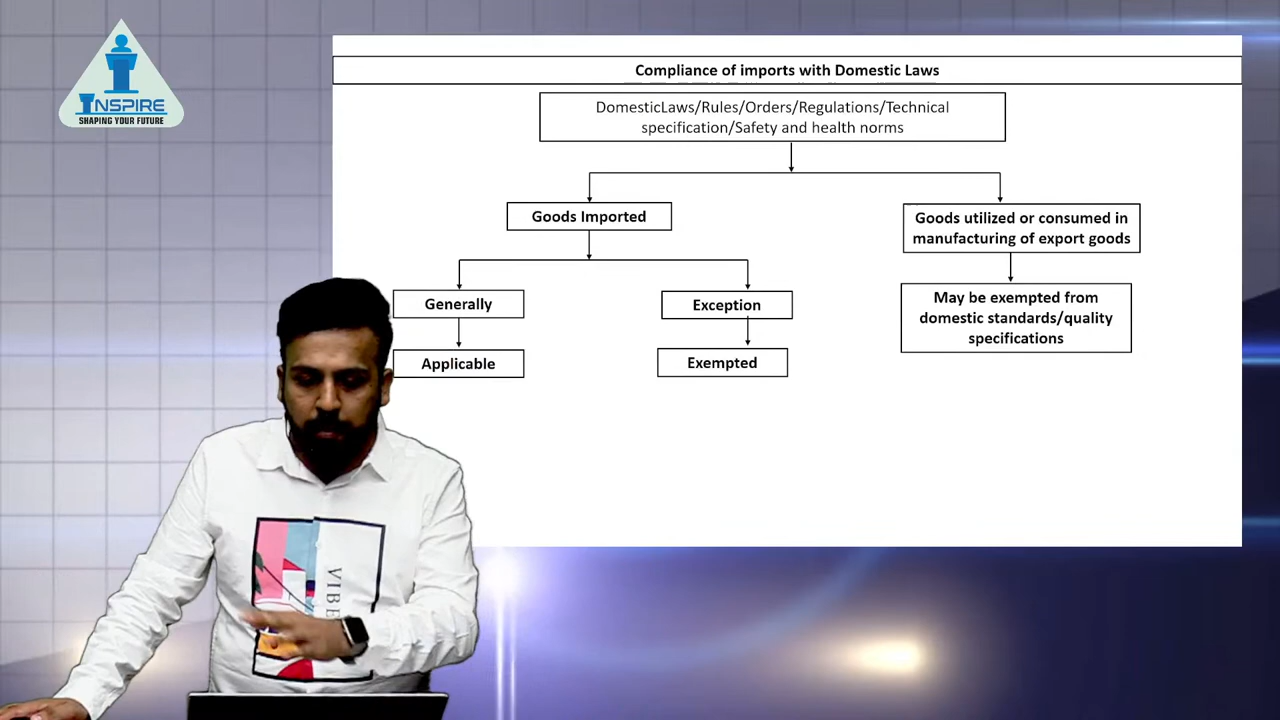 INSPIRE
SHAPING YOUR FUTURE
Compliance of imports with Domestic Laws
DomesticLaws/Rules/Orders/Regulations/Technical
specification/Safety and health norms
Goods Imported
Goods utilized or consumed in
manufacturing of export goods
Generally
Exception
May be exempted from
domestic standards/quality
specifications
Applicable
Exempted
VIBE